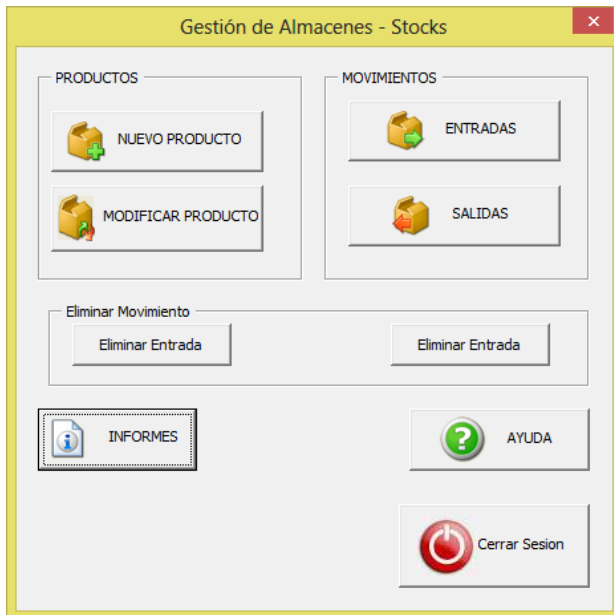 Gestión de Almacenes - Stocks
PRODUCTOS
NUEVO PRODUCTO
MODIFICAR PRODUCTO
MOVIMIENTOS
ENTRADAS
SALIDAS
Eliminar Movimiento
Eliminar Entrada
Eliminar Entrada
INFORMES
AYUDA
Cerrar Sesion